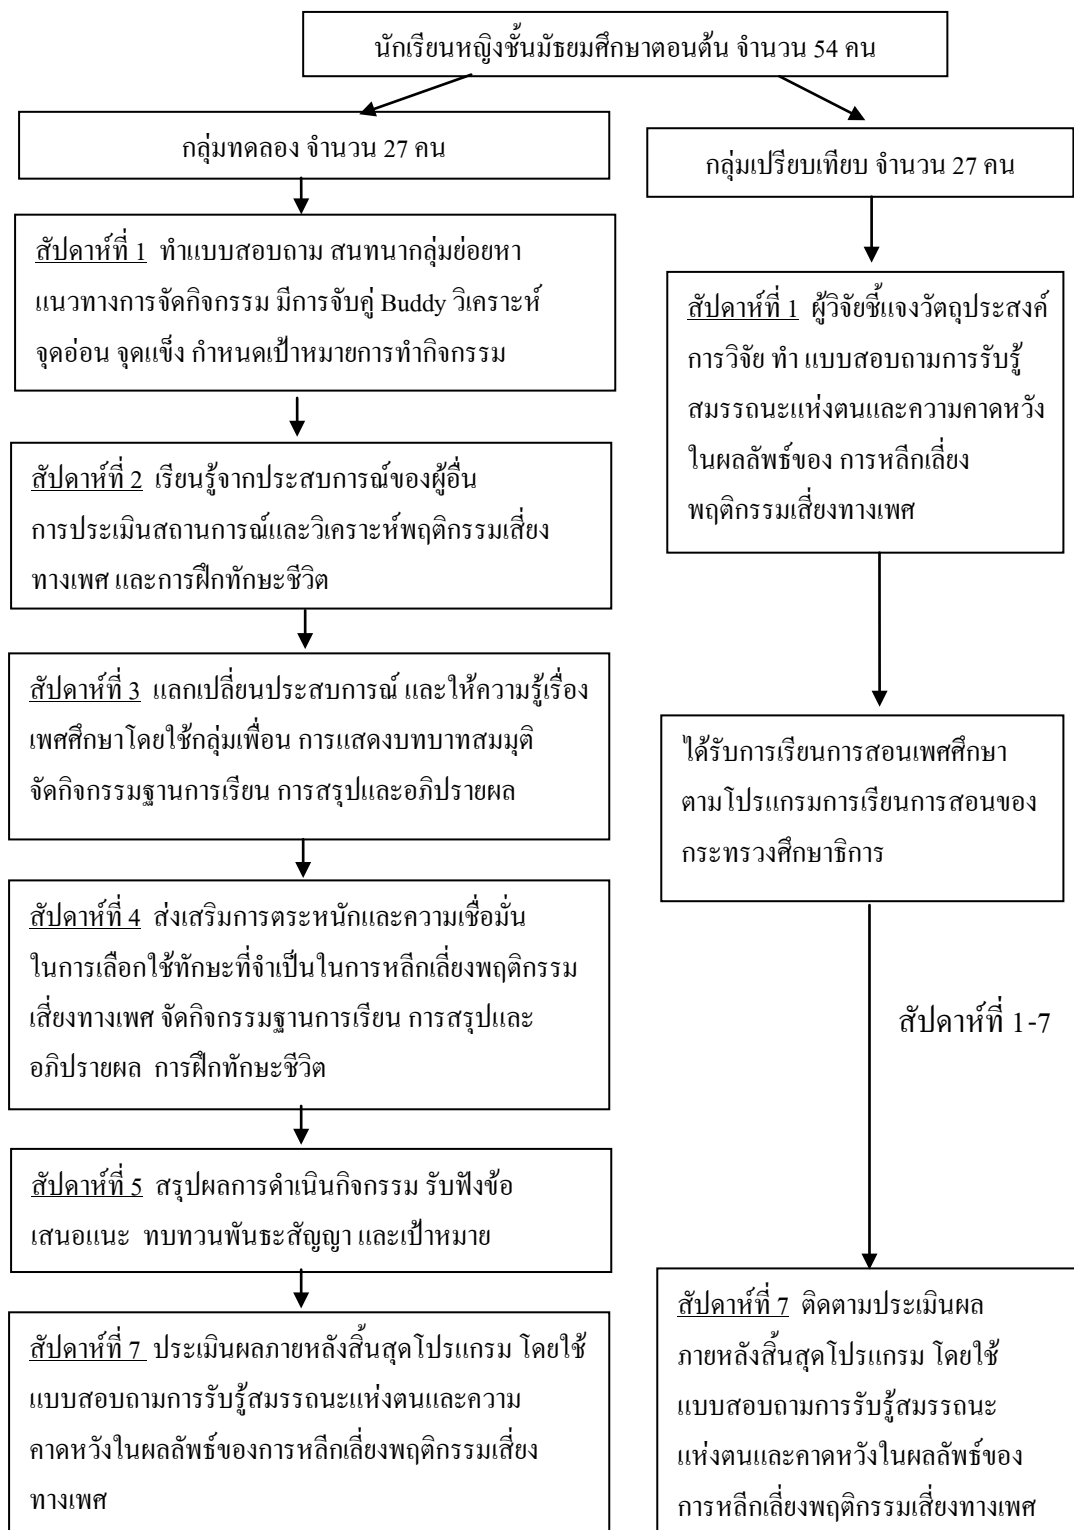 นักเรียนหญิงชั้นมัธยมศึกษาตอนต้น จำนวน 54 คน
กลุ่มทดลอง จำนวน 27 คน
สัปดาห์ที่ 1 ทำแบบสอบถาม สนทนากลุ่มย่อยหา
แนวทางการจัดกิจกรรม มีการจับคู่ Buddy วิเคราะห์
จุดอ่อน จุดแข็ง กำหนดเป้าหมายการทำกิจกรรม
สัปดาห์ที่ 2 เรียนรู้จากประสบการณ์ของผู้อื่น
การประเมินสถานการณ์และวิเคราะห์พฤติกรรมเสี่ยง
ทางเพศ และการฝึกทักษะชีวิต
สัปดาห์ที่ 3 แลกเปลี่ยนประสบการณ์ และให้ความรู้เรื่อง
เพศศึกษาโดยใช้กลุ่มเพื่อน การแสดงบทบาทสมมุติ
จัดกิจกรรมฐานการเรียน การสรุปและอภิปรายผล
สัปดาห์ที่ 4 ส่งเสริมการตระหนักและความเชื่อมั่น
ในการเลือกใช้ทักษะที่จำเป็นในการหลีกเลี่ยงพฤติกรรม
เสี่ยงทางเพศ จัดกิจกรรมฐานการเรียน การสรุปและ
อภิปรายผล การฝึกทักษะชีวิต
สัปดาห์ที่ 5 สรุปผลการดำเนินกิจกรรม รับฟังข้อ
เสนอแนะ ทบทวนพันธะสัญญา และเป้าหมาย
สัปดาห์ที่ 7 ประเมินผลภายหลังสิ้นสุดโปรแกรม โดยใช้
แบบสอบถามการรับรู้สมรรถนะแห่งตนและความ
คาดหวังในผลลัพธ์ของการหลีกเลี่ยงพฤติกรรมเสี่ยง
ทางเพศ
กลุ่มเปรียบเทียบ จำนวน 27 คน
สัปดาห์ที่ 1 ผู้วิจัยชี้แจงวัตถุประสงค์
การวิจัย ทำ แบบสอบถามการรับรู้
สมรรถนะแห่งตนและความคาดหวัง
ในผลลัพธ์ของ การหลีกเลี่ยง
พฤติกรรมเสี่ยงทางเพศ
ได้รับการเรียนการสอนเพศศึกษา
ตามโปรแกรมการเรียนการสอนของ
กระทรวงศึกษาธิการ
สัปดาห์ที่ 1-7
สัปดาห์ที่ 7 ติดตามประเมินผล
ภายหลังสิ้นสุดโปรแกรม โดยใช้
แบบสอบถามการรับรู้สมรรถนะ
แห่งตนและคาดหวังในผลลัพธ์ของ
การหลีกเลี่ยงพฤติกรรมเสี่ยงทางเพศ